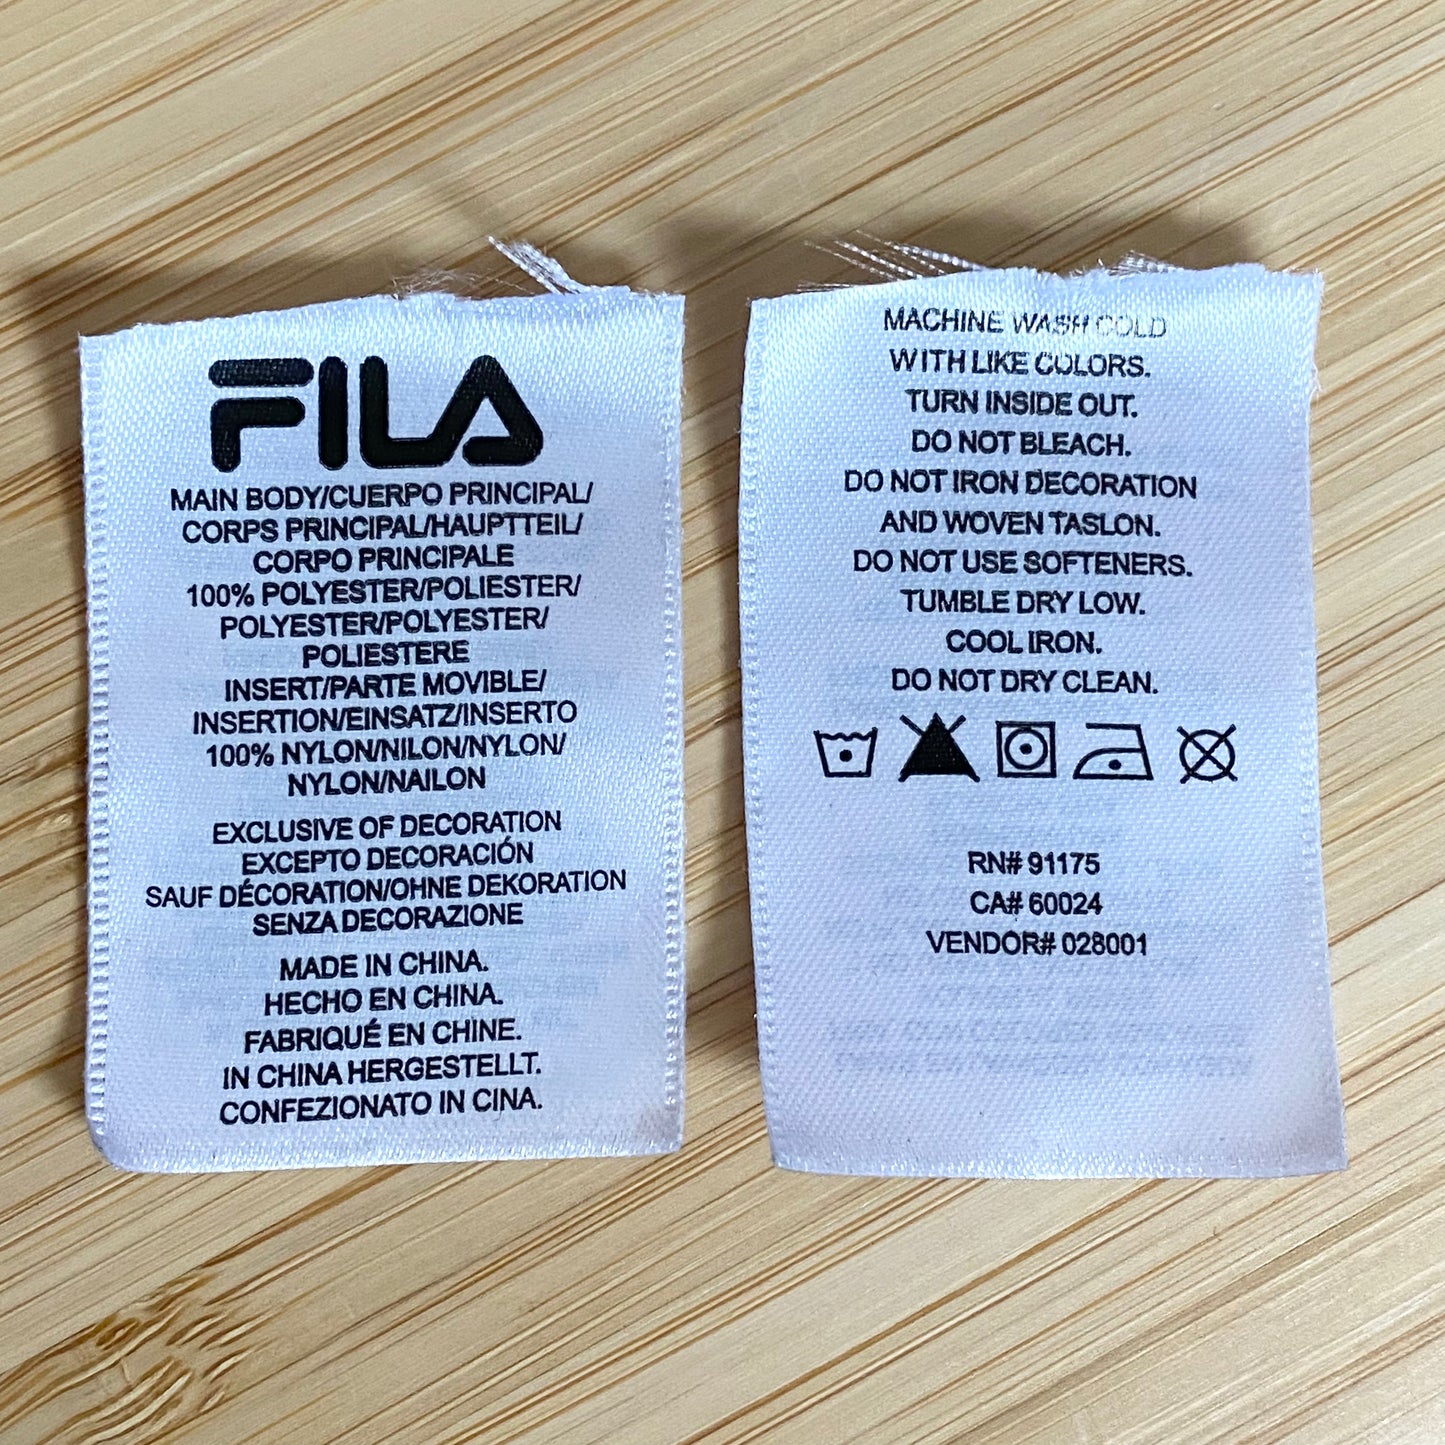 FILA
MAIN BODY/CUERPO PRINCIPAL/
CORPS PRINCIPAL/HAUPTTEIL/
CORPO PRINCIPALE
100% POLYESTER/POLIESTER/
POLYESTER/POLYESTER/
POLIESTERE
INSERT/PARTE MOVIBLE/
INSERTION/EINSATZ/INSERTO
100% NYLON/NILON/NYLON/
NYLON/NAILON
EXCLUSIVE OF DECORATION
EXCEPTO DECORACIÓN
SAUF DÉCORATION/OHNE DEKORATION
SENZA DECORAZIONE
MADE IN CHINA.
HECHO EN CHINA.
FABRIQUÉ EN CHINE.
IN CHINA HERGESTELLT.
CONFEZIONATO IN CINA.
MACHINE WASH COLD
WITH LIKE COLORS.
TURN INSIDE OUT.
DO NOT BLEACH.
DO NOT IRON DECORATION
AND WOVEN TASLON.
DO NOT USE SOFTENERS.
TUMBLE DRY LOW.
COOL IRON.
DO NOT DRY CLEAN.
RN# 91175
CA# 60024
VENDOR# 028001